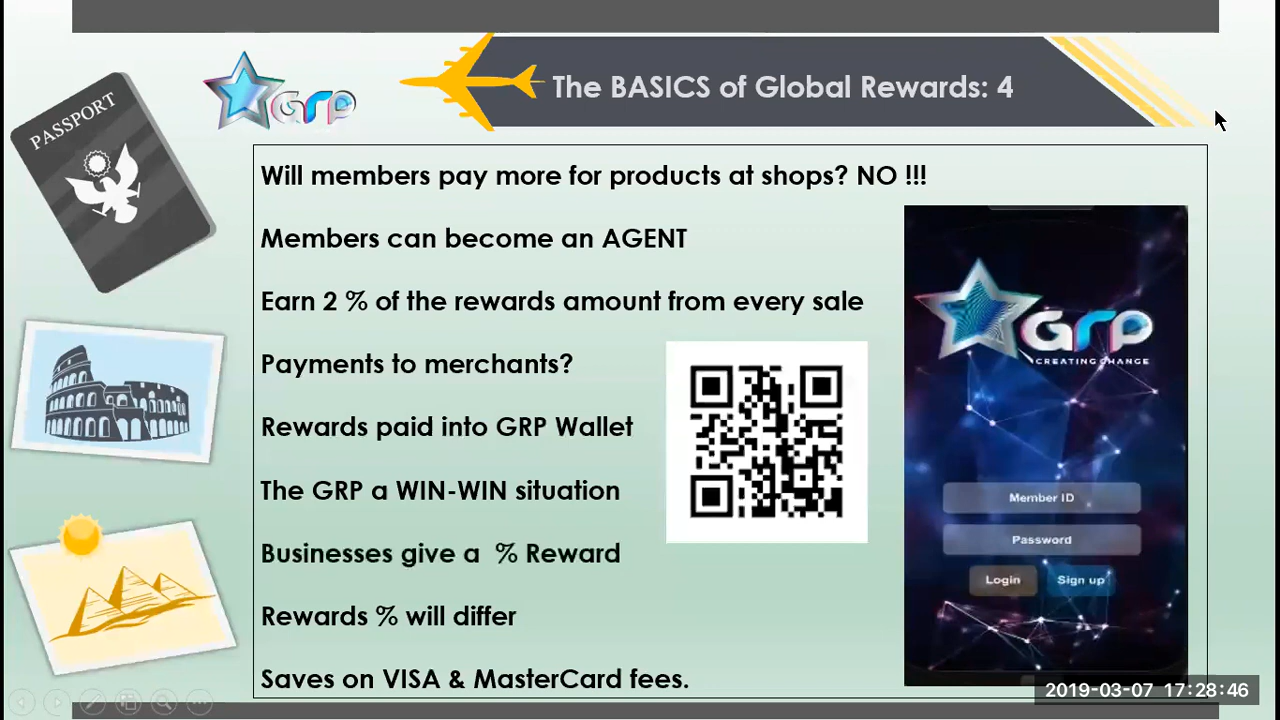 PASSPORT
GRP
The BASICS of Global Rewards: 4
Will members pay more for products at shops? NO !!!
Members can become an AGENT
Earn 2 % of the rewards amount from every sale
Payments to merchants?
Rewards paid into GRP Wallet
The GRP a WIN-WIN situation
Businesses give a % Reward
Rewards % will differ
Saves on VISA & MasterCard fees.
GRP
CREATING CHANGE
Member ID
Password
Login
Sign up
2019-03-07 17:28:46